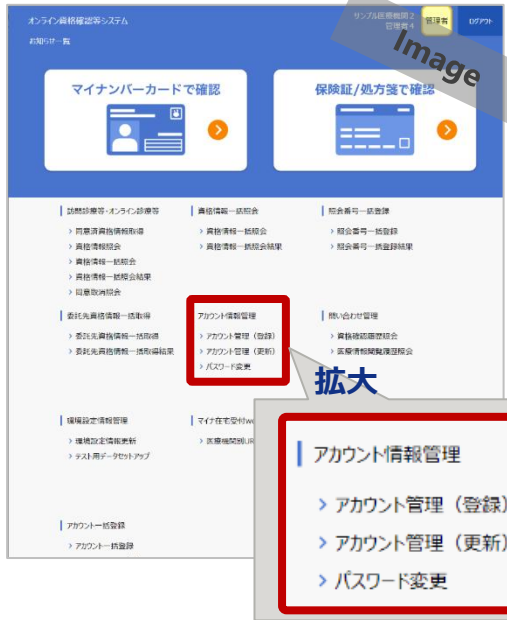 オンライン資格確認等システム
お知らせ一覧
サンプル医療機関2
管理者4
管理者
ログアウト
Image
マイナンバーカードで確認
保険証/処方箋で確認
訪問診療等・オンライン診療等
> 同意済資格情報取得
> 資格情報照会
> 資格情報一括照会
> 資格情報一括照会結果
> 同意取消照会
資格情報一括照会
> 資格情報一括照会
> 資格情報一括照会結果
照会番号一括登録
> 照会番号一括登録
> 照会番号一括登録結果
委託先資格情報一括取得
> 委託先資格情報一括取得
> 委託先資格情報一括取得結果
アカウント情報管理
> アカウント管理（登録）
> アカウント管理（更新）
> パスワード変更
問い合わせ管理
> 資格確認履歴照会
> 医療情報閲覧履歴照会
拡大
環境設定情報管理
> 環境設定情報更新
> テスト用データセットアップ
マイナ在宅受付we
> 医療機関別UR
アカウント一括登録
> アカウント一括登録
アカウント情報管理
> アカウント管理（登録）
> アカウント管理（更新）
> パスワード変更